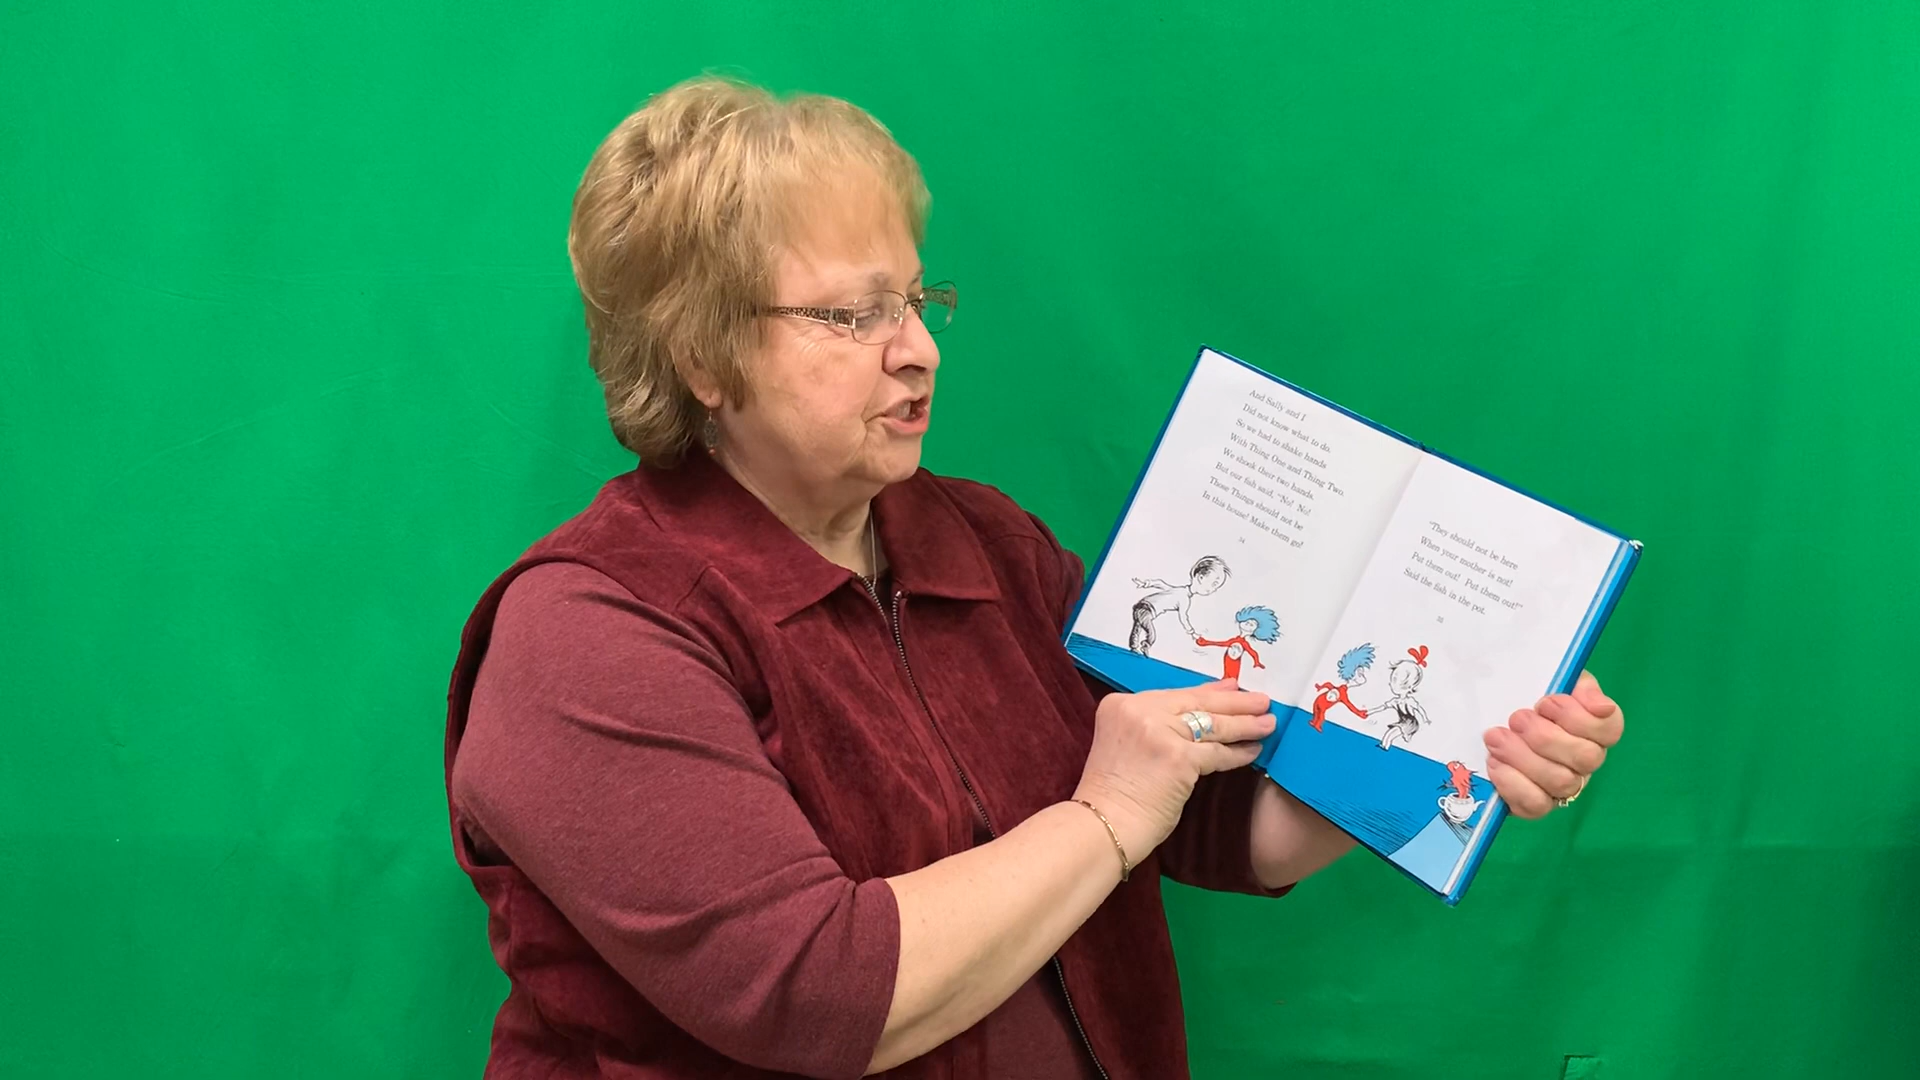 And Sally and I
Did not know what to do.
So we had to shake hands
With Thing One and Thing Two.
We shook their two hands.
But our fish said, "No! No!
Those Things should not be
In this house! Make them go!
34
"They should not be here
When your mother is not!
Put them out! Put them out!"
Said the fish in the pot.
35